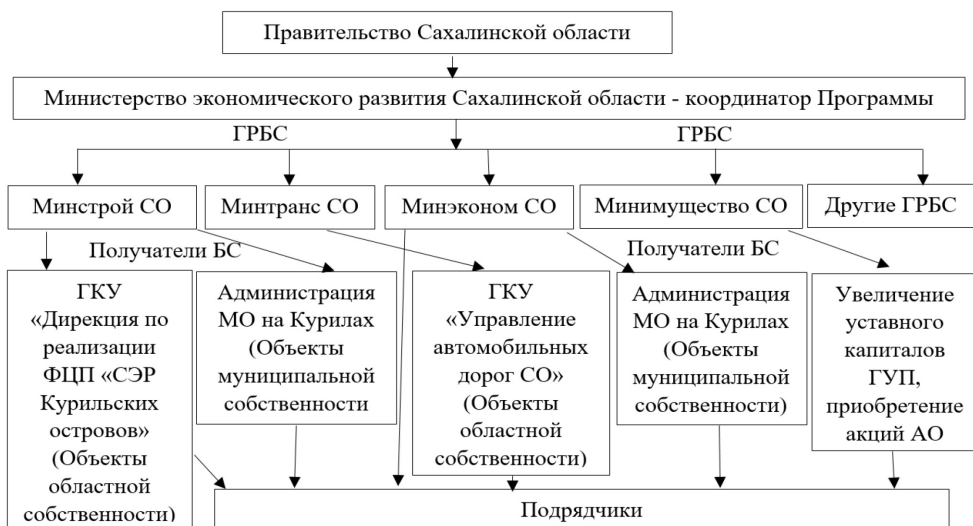 Правительство Сахалинской области
Министерство экономического развития Сахалинской области - координатор Программы
ГРБС
ГРБС
Минстрой СО
Минтранс СО
Минэконом СО
Минимущество СО
Другие ГРБС
Получатели БС
Получатели БС
ГКУ
«Дирекция по
реализации
ФЦП «СЭР
Курильских
островов»
(Объекты
областной
собственности)
Администрация
МО на Курилах
(Объекты
муниципальной
собственности
ГКУ
«Управление
автомобильных
дорог СО»
(Объекты
областной
собственности)
Администрация
МО на Курилах
(Объекты
муниципальной
собственности)
Увеличение
уставного
капиталов
ГУП,
приобретение
акций АО
Подрядчики